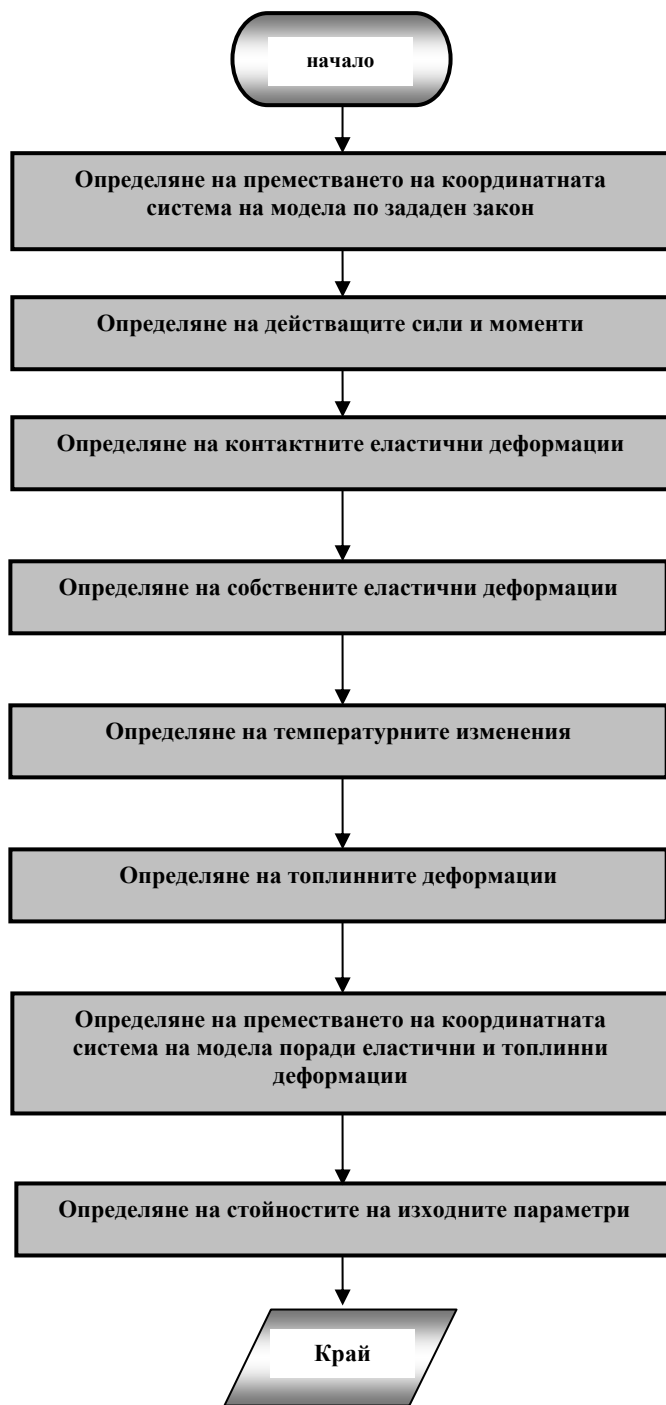 начало
Определяне на преместването на координатната
система на модела по зададен закон
Определяне на действащите сили и моменти
Определяне на контактните еластични деформации
Определяне на собствените еластични деформации
Определяне на температурните изменения
Определяне на топлинните деформации
Определяне на преместването на координатната
система на модела поради еластични и топлинни
деформации
Определяне на стойностите на изходните параметри
Край